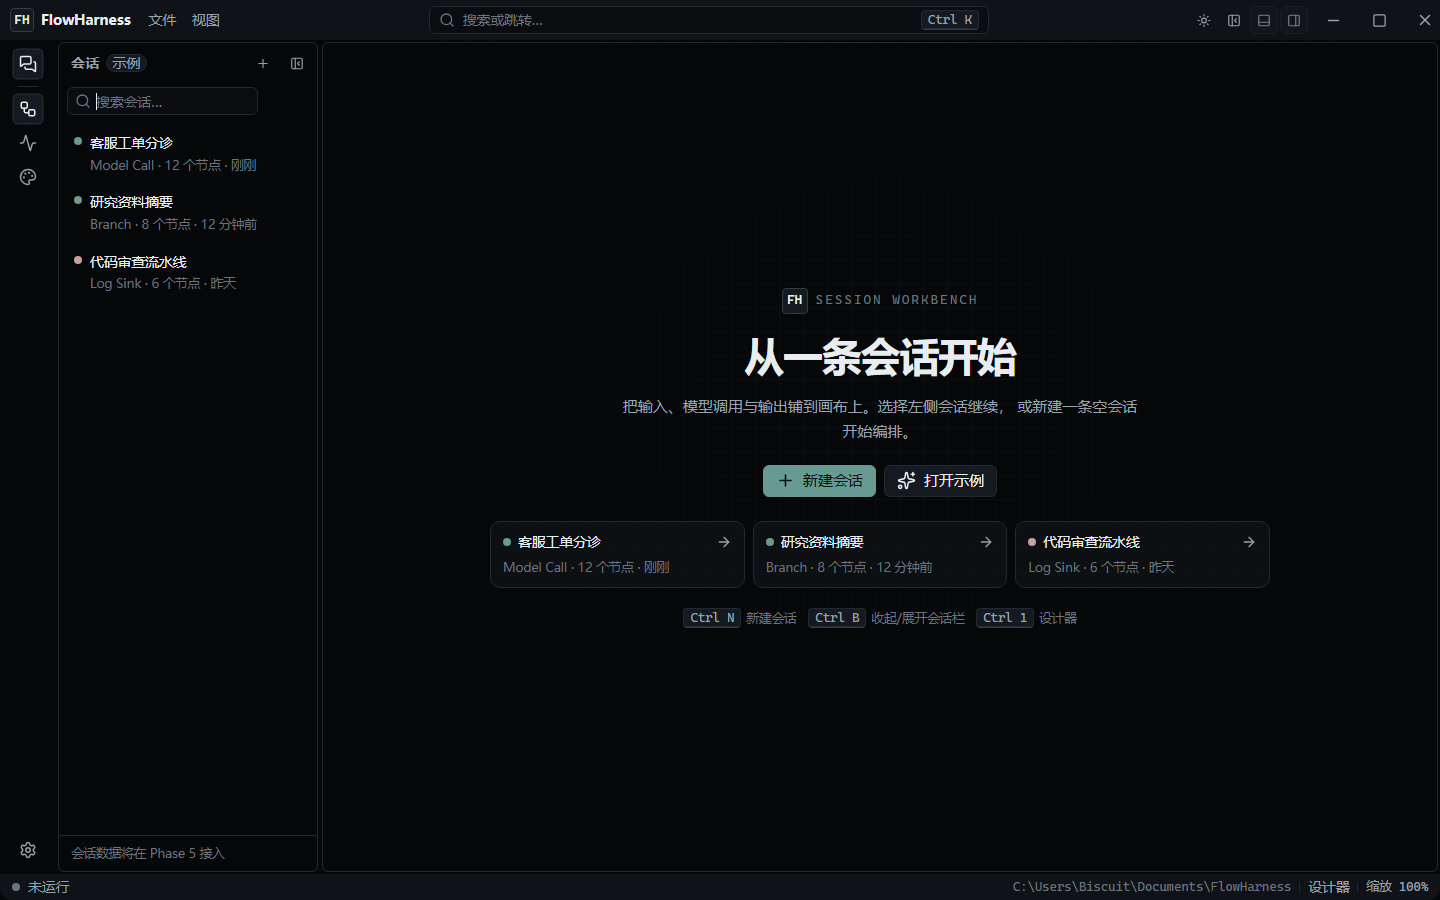 FH FlowHarness 文件 视图 搜索或跳转... Ctrl K
会话 示例
搜索会话...
客服工单分诊
Model Call · 12 个节点 · 刚刚
研究资料摘要
Branch · 8 个节点 · 12 分钟前
代码审查流水线
Log Sink · 6 个节点 · 昨天
会话数据将在 Phase 5 接入
FH SESSION WORKBENCH
从一条会话开始
把输入、模型调用与输出铺到画布上。选择左侧会话继续， 或新建一条空会话
开始编排。
新建会话 打开示例
客服工单分诊
Model Call · 12 个节点 · 刚刚
研究资料摘要
Branch · 8 个节点 · 12 分钟前
代码审查流水线
Log Sink · 6 个节点 · 昨天
Ctrl N 新建会话 Ctrl B 收起/展开会话栏 Ctrl 1 设计器
未运行 C:\Users\Biscuit\Documents\FlowHarness 设计器 缩放 100%